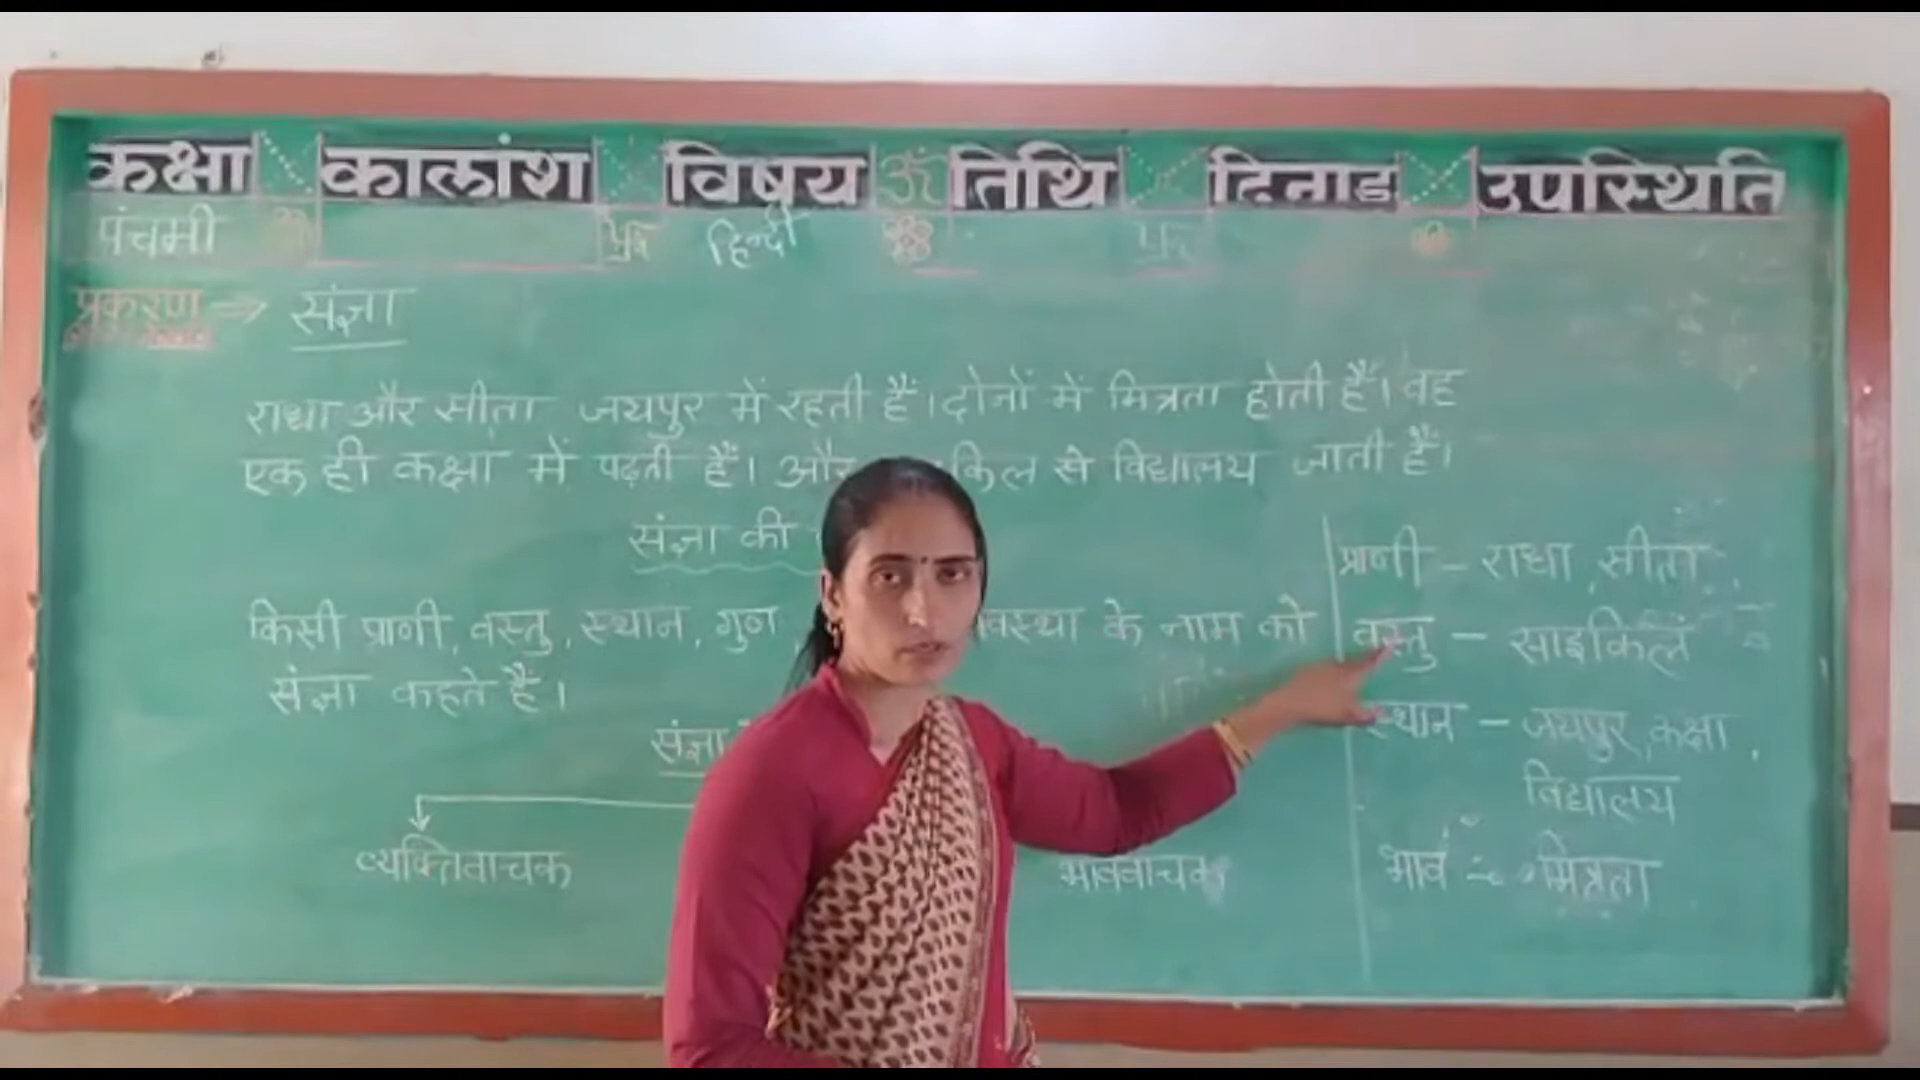 कक्षा कालांश विषय ॐ तिथि दिनाङ उपस्थिति
पंचमी हिन्दी
प्रकरण ⇒ संज्ञा
राधा और सीता जयपुर में रहती हैं। दोनों में मित्रता होती हैं। वह
एक ही कक्षा में पढ़ती हैं। और किल से विद्यालय जाती हैं।
संज्ञा की
किसी प्राणी, वस्तु, स्थान, गुण वस्था के नाम को
संज्ञा कहते हैं।
संज्ञा
व्यक्तिवाचक भाववाचक
प्राणी – राधा, सीता,
वस्तु – साइकिल
स्थान – जयपुर, कक्षा,
विद्यालय
भाव – मित्रता